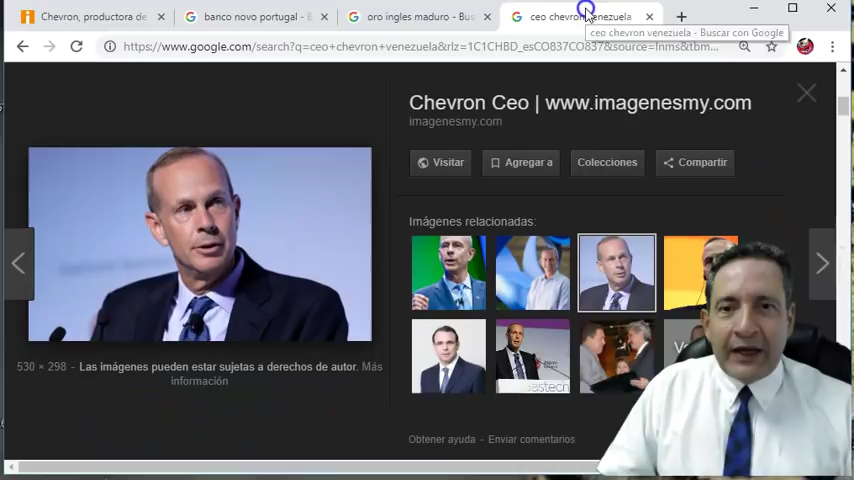 Chevron, productora de
banco novo portugal - B
oro ingles maduro - Bus
ceo chevron venezuela
ceo chevron venezuela - Buscar con Google
https://www.google.com/search?q=ceo+chevron+venezuela&rlz=1C1CHBD_esCO837CO837&source=lnms&tbm...
Chevron Ceo | www.imagenesmy.com
imagenesmy.com
Visitar
Agregar a
Colecciones
Compartir
Imágenes relacionadas:
530 × 298 - Las imágenes pueden estar sujetas a derechos de autor. Más
información
Obtener ayuda - Enviar comentarios